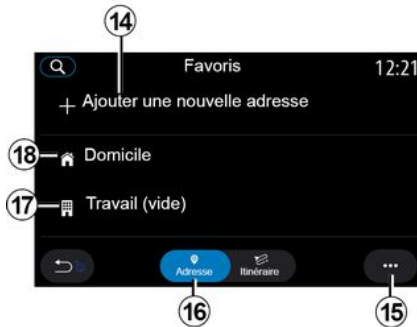 14
Favoris 12:21
+ Ajouter une nouvelle adresse
18 Domicile
17 Travail (vide)
Adresse Itinéraire ...
16 15